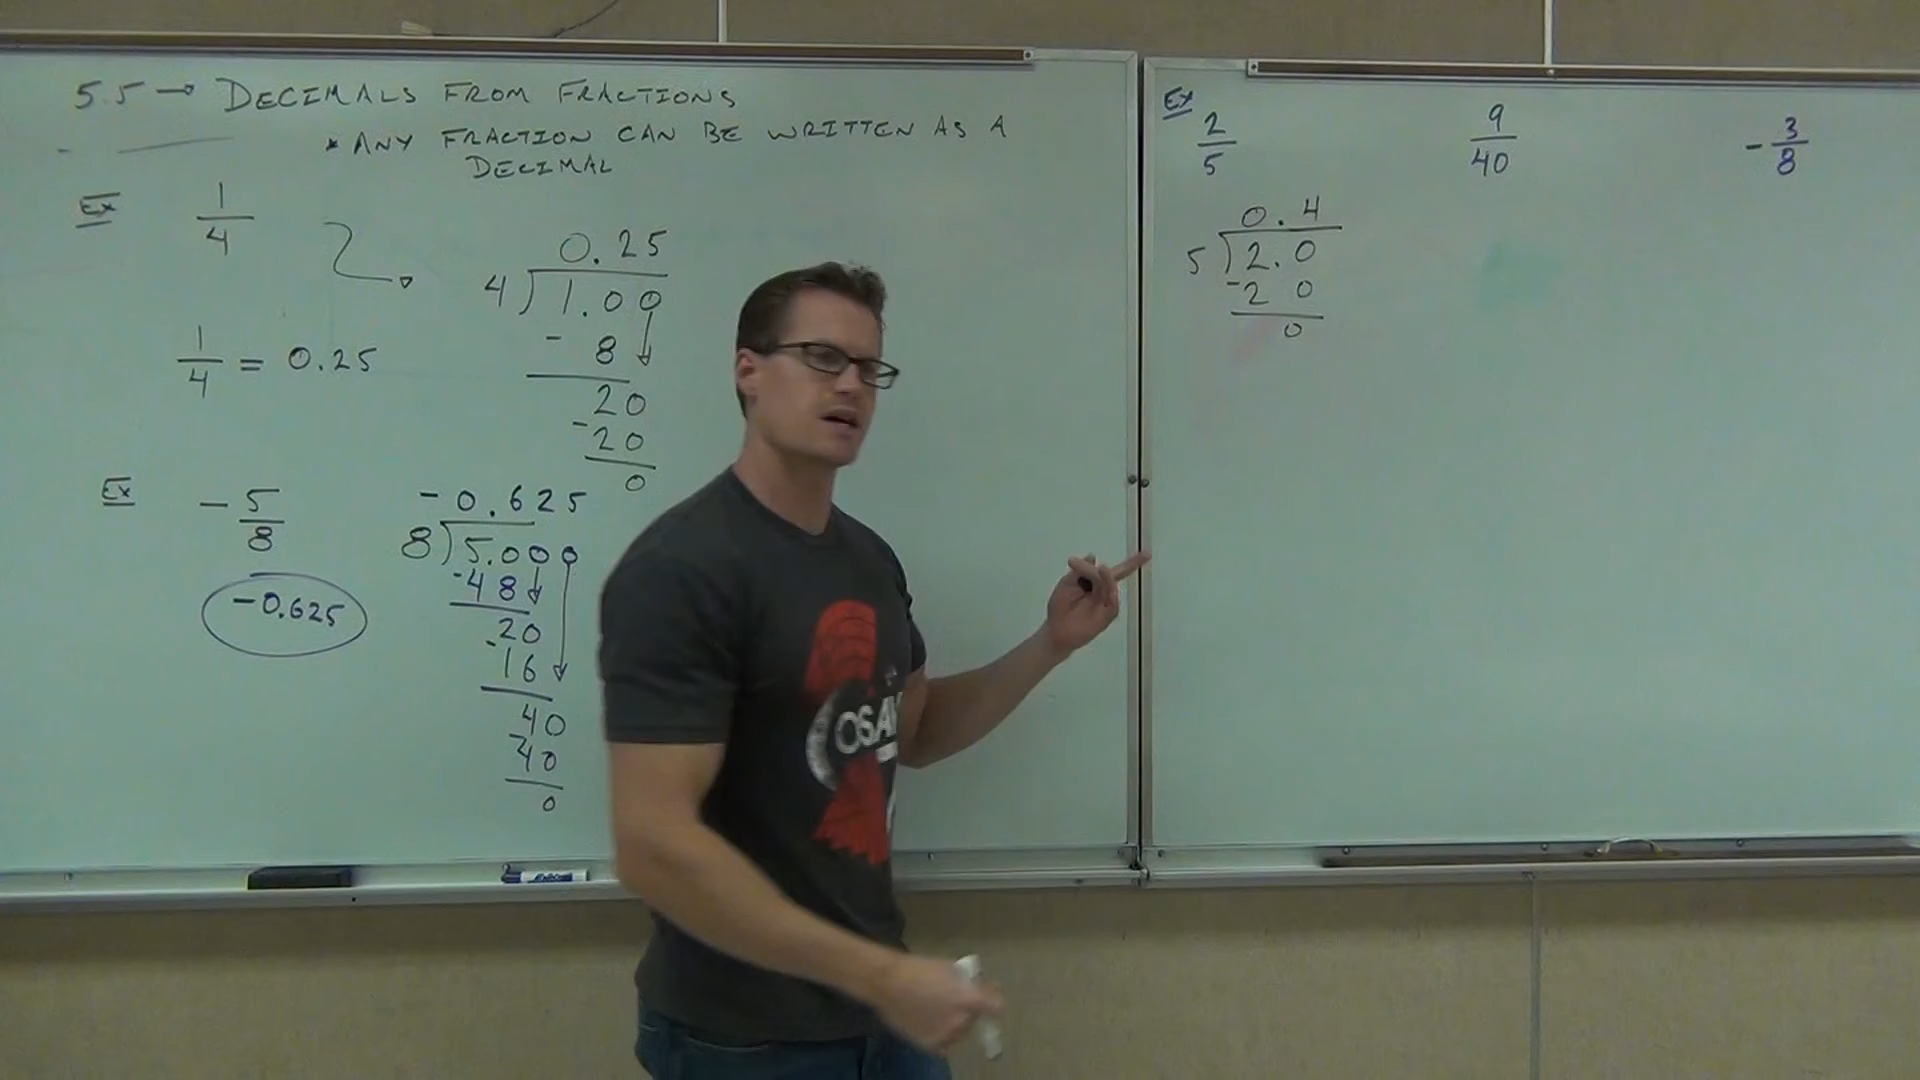 5.5 → DECIMALS FROM FRACTIONS
* ANY FRACTION CAN BE WRITTEN AS A
DECIMAL
Ex 1/4
0.25
4)1.00
- 8
20
-20
0
1/4 = 0.25
Ex -5/8
-0.625
-0.625
8)5.000
-48
20
-16
40
-40
0
Ex 2/5 9/40 -3/8
0.4
5)2.0
-2 0
0